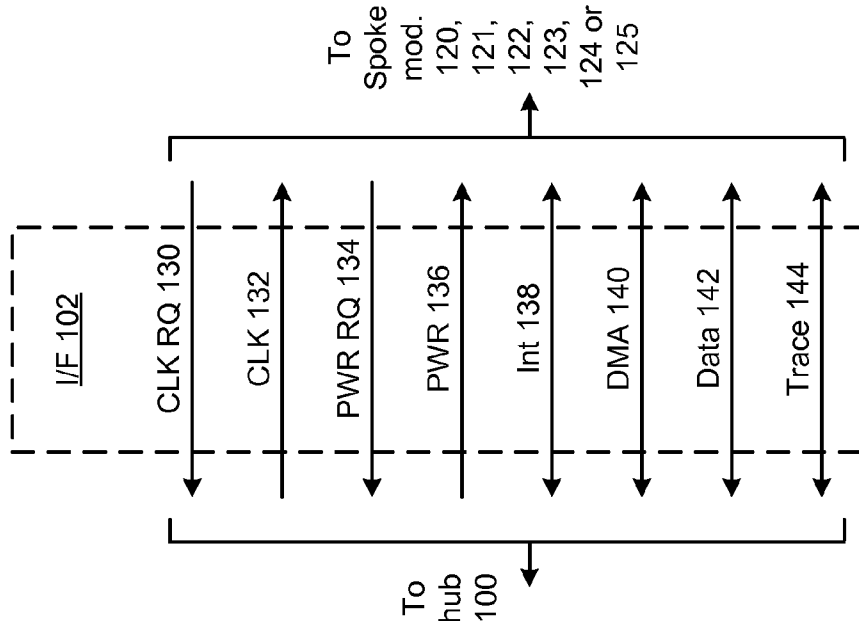 I/F 102
CLK RQ 130
CLK 132
PWR RQ 134
PWR 136
Int 138
DMA 140
Data 142
Trace 144
To
hub
100
To
Spoke
mod.
120,
121,
122,
123,
124 or
125